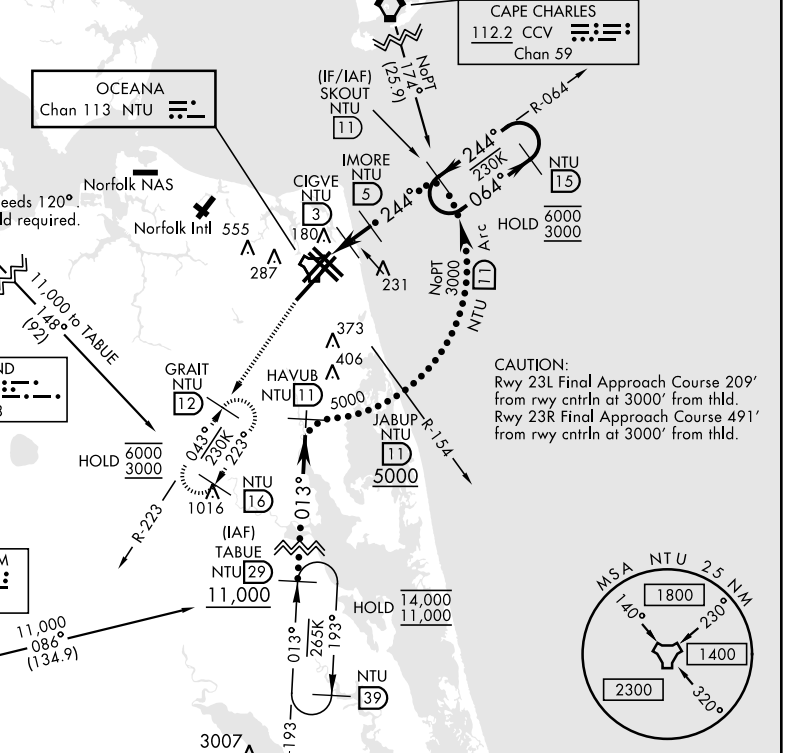 CAPE CHARLES
112.2 CCV
Chan 59
NoPT
174°
(25.9)
(IF/IAF)
SKOUT
NTU
11
R-064
OCEANA
Chan 113 NTU
244°
230K
064°
NTU
15
HOLD 6000
3000
IMORE
NTU
5
244°
CIGVE
NTU
3
Norfolk NAS
eeds 120°.
ld required.
Norfolk Intl
555
180
287
231
NoPT
3000
NTU 11 Arc
11,000 to TABUE
148°
(92)
373
406
GRAIT
NTU
12
HAVUB
NTU 11
5000
JABUP
NTU
11
5000
R-154
CAUTION:
Rwy 23L Final Approach Course 209'
from rwy cntrln at 3000' from thld.
Rwy 23R Final Approach Course 491'
from rwy cntrln at 3000' from thld.
ND
8
HOLD 6000
3000
043°
230K
223°
1016
NTU
16
R-223
013°
(IAF)
TABUE
NTU 29
11,000
M
11,000
086°
(134.9)
HOLD 14,000
11,000
013°
265K
193°
NTU
39
-193
3007
MSA NTU 25 NM
1800
140°
230°
1400
2300
320°